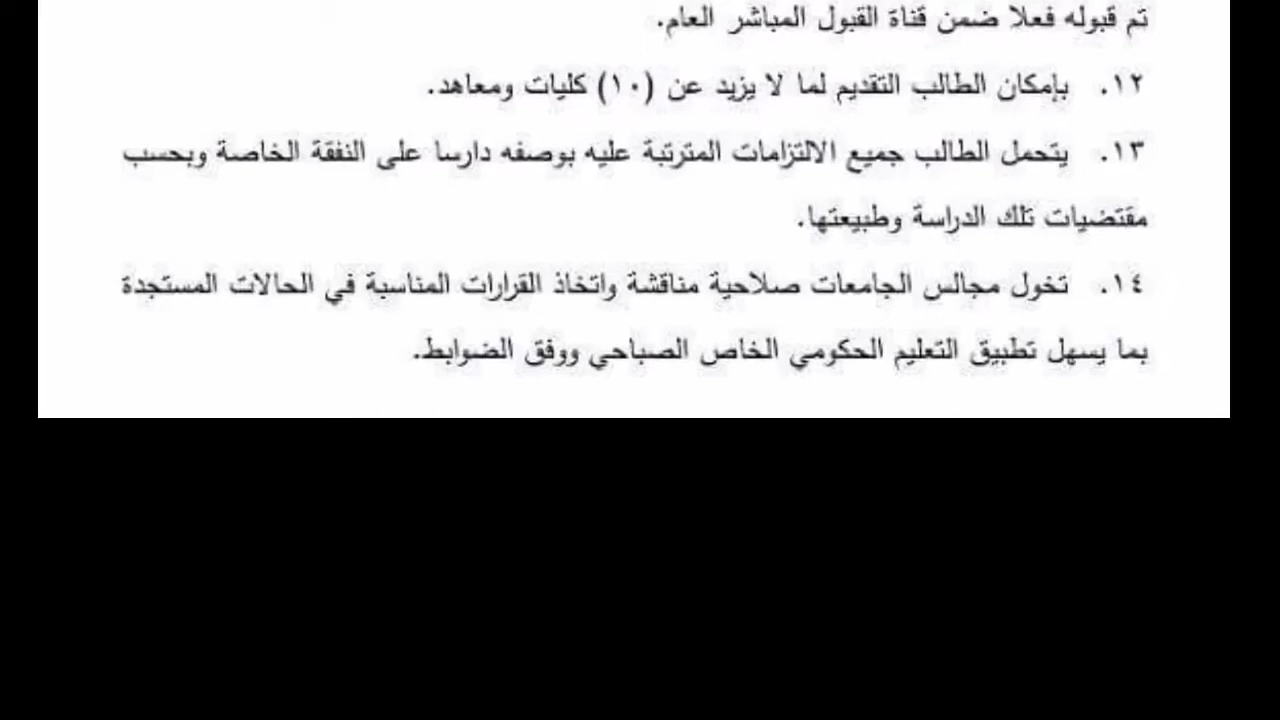 تم قبوله فعلا ضمن قناة القبول المباشر العام.
١٢. بإمكان الطالب التقديم لما لا يزيد عن (١٠) كليات ومعاهد.
١٣. يتحمل الطالب جميع الالتزامات المترتبة عليه بوصفه دارسا على النفقة الخاصة وبحسب
مقتضيات تلك الدراسة وطبيعتها.
١٤. تخول مجالس الجامعات صلاحية مناقشة واتخاذ القرارات المناسبة في الحالات المستجدة
بما يسهل تطبيق التعليم الحكومي الخاص الصباحي ووفق الضوابط.